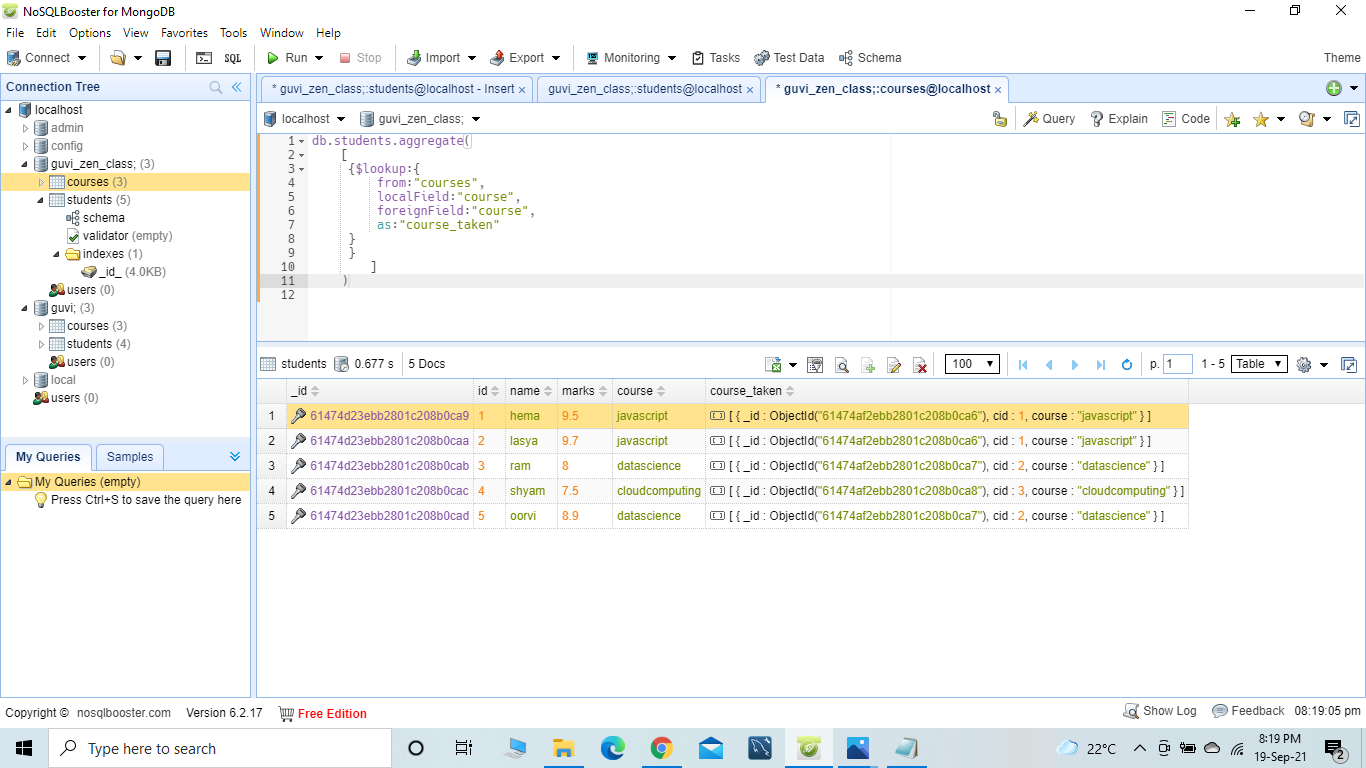 NoSQLBooster for MongoDB
File Edit Options View Favorites Tools Window Help
Connect SQL Run Stop Import Export Monitoring Tasks Test Data Schema Theme
Connection Tree
localhost
admin
config
guvi_zen_class; (3)
courses (3)
students (5)
schema
validator (empty)
indexes (1)
_id_ (4.0KB)
users (0)
guvi; (3)
courses (3)
students (4)
users (0)
local
users (0)
My Queries Samples
My Queries (empty)
Press Ctrl+S to save the query here
* guvi_zen_class;:students@localhost - Insert × guvi_zen_class;:students@localhost × * guvi_zen_class;:courses@localhost ×
localhost guvi_zen_class; Query Explain Code
1 db.students.aggregate(
2 [
3 {$lookup:{
4 from:"courses",
5 localField:"course",
6 foreignField:"course",
7 as:"course_taken"
8 }
9 }
10 ]
11 )
12
students 0.677 s 5 Docs 100 p. 1 1 - 5 Table
_id id name marks course course_taken
1 61474d23ebb2801c208b0ca9 1 hema 9.5 javascript [ { _id : ObjectId("61474af2ebb2801c208b0ca6"), cid : 1, course : "javascript" } ]
2 61474d23ebb2801c208b0caa 2 lasya 9.7 javascript [ { _id : ObjectId("61474af2ebb2801c208b0ca6"), cid : 1, course : "javascript" } ]
3 61474d23ebb2801c208b0cab 3 ram 8 datascience [ { _id : ObjectId("61474af2ebb2801c208b0ca7"), cid : 2, course : "datascience" } ]
4 61474d23ebb2801c208b0cac 4 shyam 7.5 cloudcomputing [ { _id : ObjectId("61474af2ebb2801c208b0ca8"), cid : 3, course : "cloudcomputing" } ]
5 61474d23ebb2801c208b0cad 5 oorvi 8.9 datascience [ { _id : ObjectId("61474af2ebb2801c208b0ca7"), cid : 2, course : "datascience" } ]
Copyright © nosqlbooster.com Version 6.2.17 Free Edition Show Log Feedback 08:19:05 pm
Type here to search 22°C 8:19 PM
19-Sep-21 2